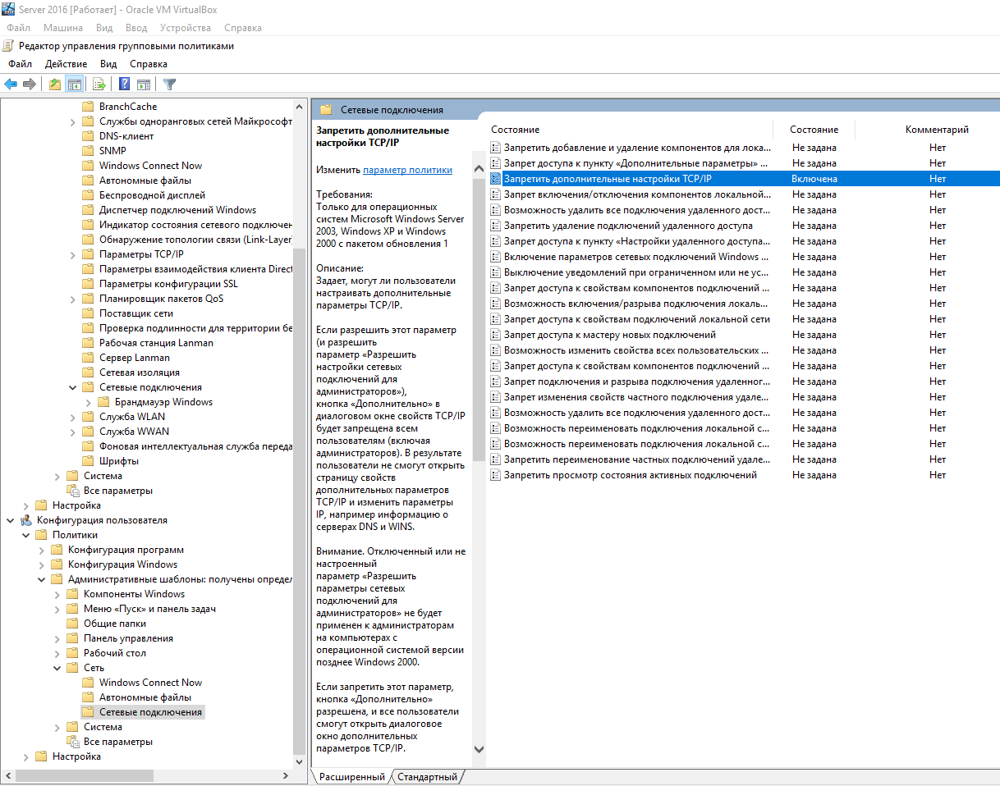 Server 2016 [Работает] - Oracle VM VirtualBox
Файл Машина Вид Ввод Устройства Справка
Редактор управления групповыми политиками
Файл Действие Вид Справка
BranchCache
Службы одноранговых сетей Майкрософт
DNS-клиент
SNMP
Windows Connect Now
Автономные файлы
Беспроводной дисплей
Диспетчер подключений Windows
Индикатор состояния сетевого подключен
Обнаружение топологии связи (Link-Layer
Параметры TCP/IP
Параметры взаимодействия клиента Direct
Параметры конфигурации SSL
Планировщик пакетов QoS
Поставщик сети
Проверка подлинности для территории бе
Рабочая станция Lanman
Сервер Lanman
Сетевая изоляция
Сетевые подключения
Брандмауэр Windows
Служба WLAN
Служба WWAN
Фоновая интеллектуальная служба переда
Шрифты
Система
Все параметры
Настройка
Конфигурация пользователя
Политики
Конфигурация программ
Конфигурация Windows
Административные шаблоны: получены определ
Компоненты Windows
Меню «Пуск» и панель задач
Общие папки
Панель управления
Рабочий стол
Сеть
Windows Connect Now
Автономные файлы
Сетевые подключения
Система
Все параметры
Настройка
Сетевые подключения
Запретить дополнительные
настройки TCP/IP
Изменить параметр политики
Требования:
Только для операционных
систем Microsoft Windows Server
2003, Windows XP и Windows
2000 с пакетом обновления 1
Описание:
Задает, могут ли пользователи
настраивать дополнительные
параметры TCP/IP.
Если разрешить этот параметр
(и разрешить
параметр «Разрешить
настройки сетевых
подключений для
администраторов»),
кнопка «Дополнительно» в
диалоговом окне свойств TCP/IP
будет запрещена всем
пользователям (включая
администраторов). В результате
пользователи не смогут открыть
страницу свойств
дополнительных параметров
TCP/IP и изменить параметры
IP, например информацию о
серверах DNS и WINS.
Внимание. Отключенный или не
настроенный
параметр «Разрешить
параметры сетевых
подключений для
администраторов» не будет
применен к администраторам
на компьютерах с
операционной системой версии
позднее Windows 2000.
Если запретить этот параметр,
кнопка «Дополнительно»
разрешена, и все пользователи
смогут открыть диалоговое
окно дополнительных
параметров TCP/IP.
Состояние Состояние Комментарий
Запретить добавление и удаление компонентов для лока... Не задана Нет
Запрет доступа к пункту «Дополнительные параметры» ... Не задана Нет
Запретить дополнительные настройки TCP/IP Включена Нет
Запрет включения/отключения компонентов локальной... Не задана Нет
Возможность удалить все подключения удаленного дост... Не задана Нет
Запретить удаление подключений удаленного доступа Не задана Нет
Запрет доступа к пункту «Настройки удаленного доступа... Не задана Нет
Включение параметров сетевых подключений Windows ... Не задана Нет
Выключение уведомлений при ограниченном или не ус... Не задана Нет
Запрет доступа к свойствам компонентов подключений ... Не задана Нет
Возможность включения/разрыва подключения локаль... Не задана Нет
Запрет доступа к свойствам подключений локальной сети Не задана Нет
Запрет доступа к мастеру новых подключений Не задана Нет
Возможность изменить свойства всех пользовательских ... Не задана Нет
Запрет доступа к свойствам компонентов подключений ... Не задана Нет
Запрет подключения и разрыва подключения удаленног... Не задана Нет
Запрет изменения свойств частного подключения удале... Не задана Нет
Возможность удалить все подключения удаленного дост... Не задана Нет
Возможность переименовать подключения локальной с... Не задана Нет
Возможность переименовать подключения локальной с... Не задана Нет
Запретить переименование частных подключений удале... Не задана Нет
Запретить просмотр состояния активных подключений Не задана Нет
Расширенный Стандартный